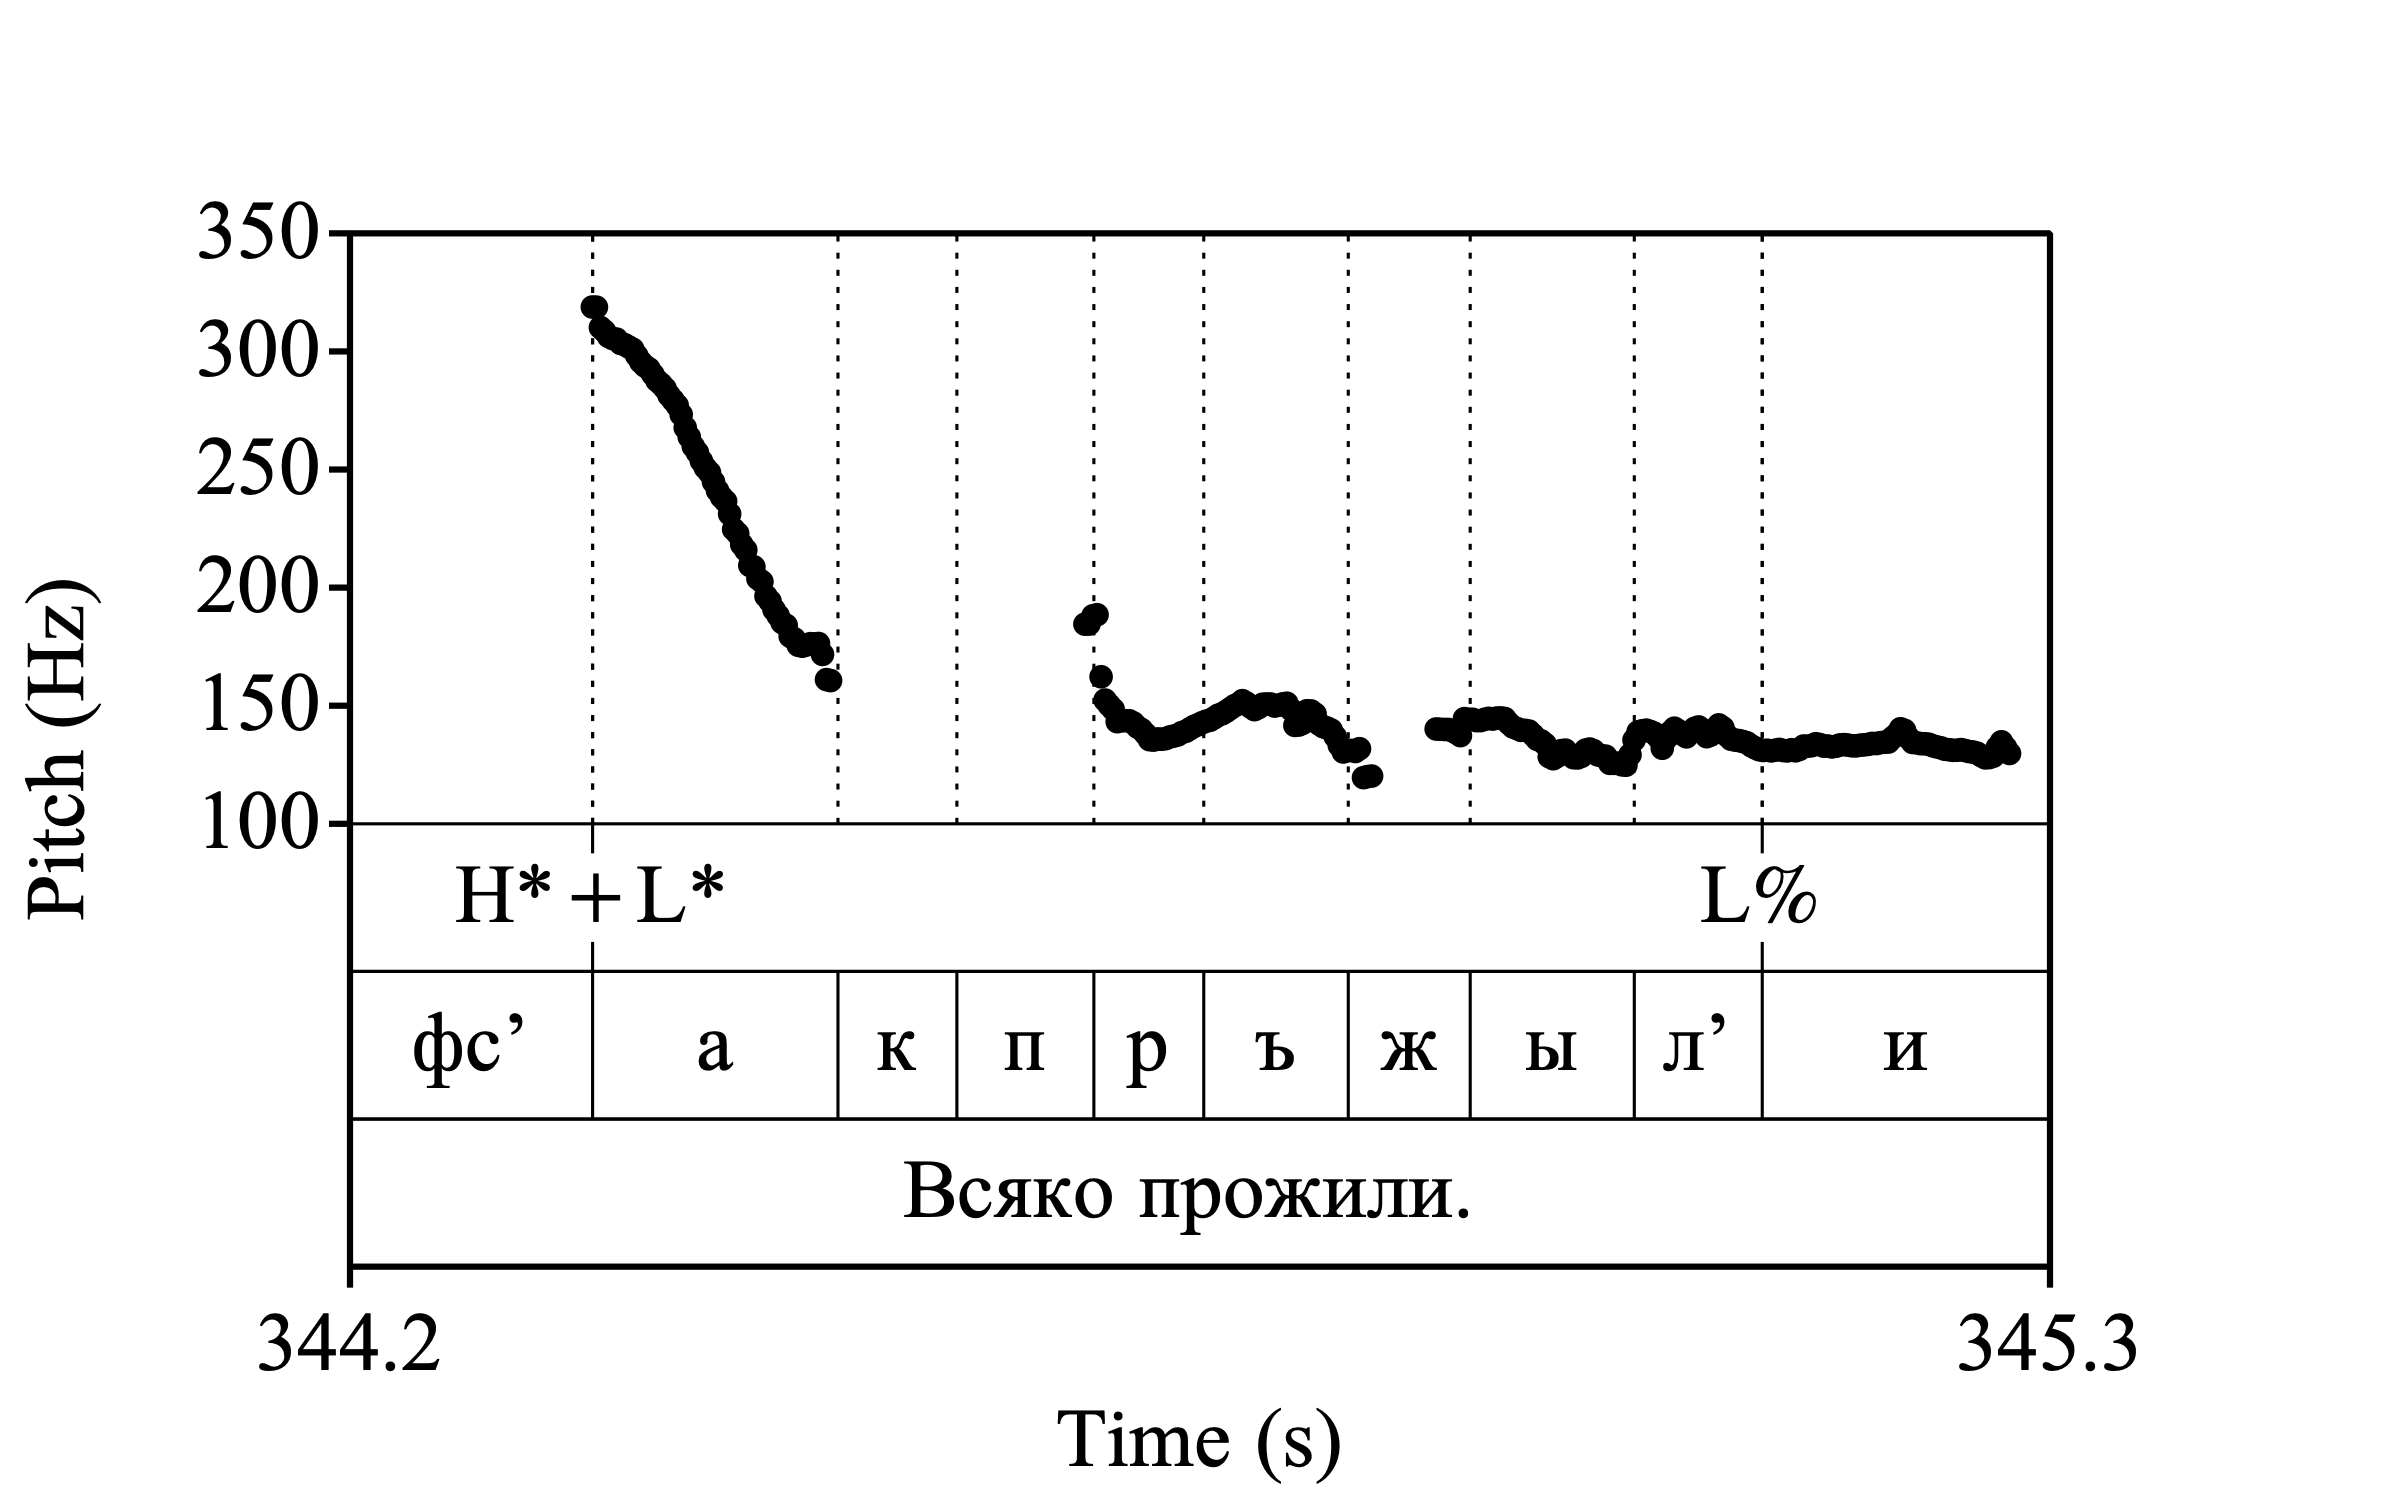 350
300
250
200
150
100
Pitch (Hz)
H*+L* L%
фс’ а к п р ъ ж ы л’ и
Всяко прожили.
344.2 345.3
Time (s)